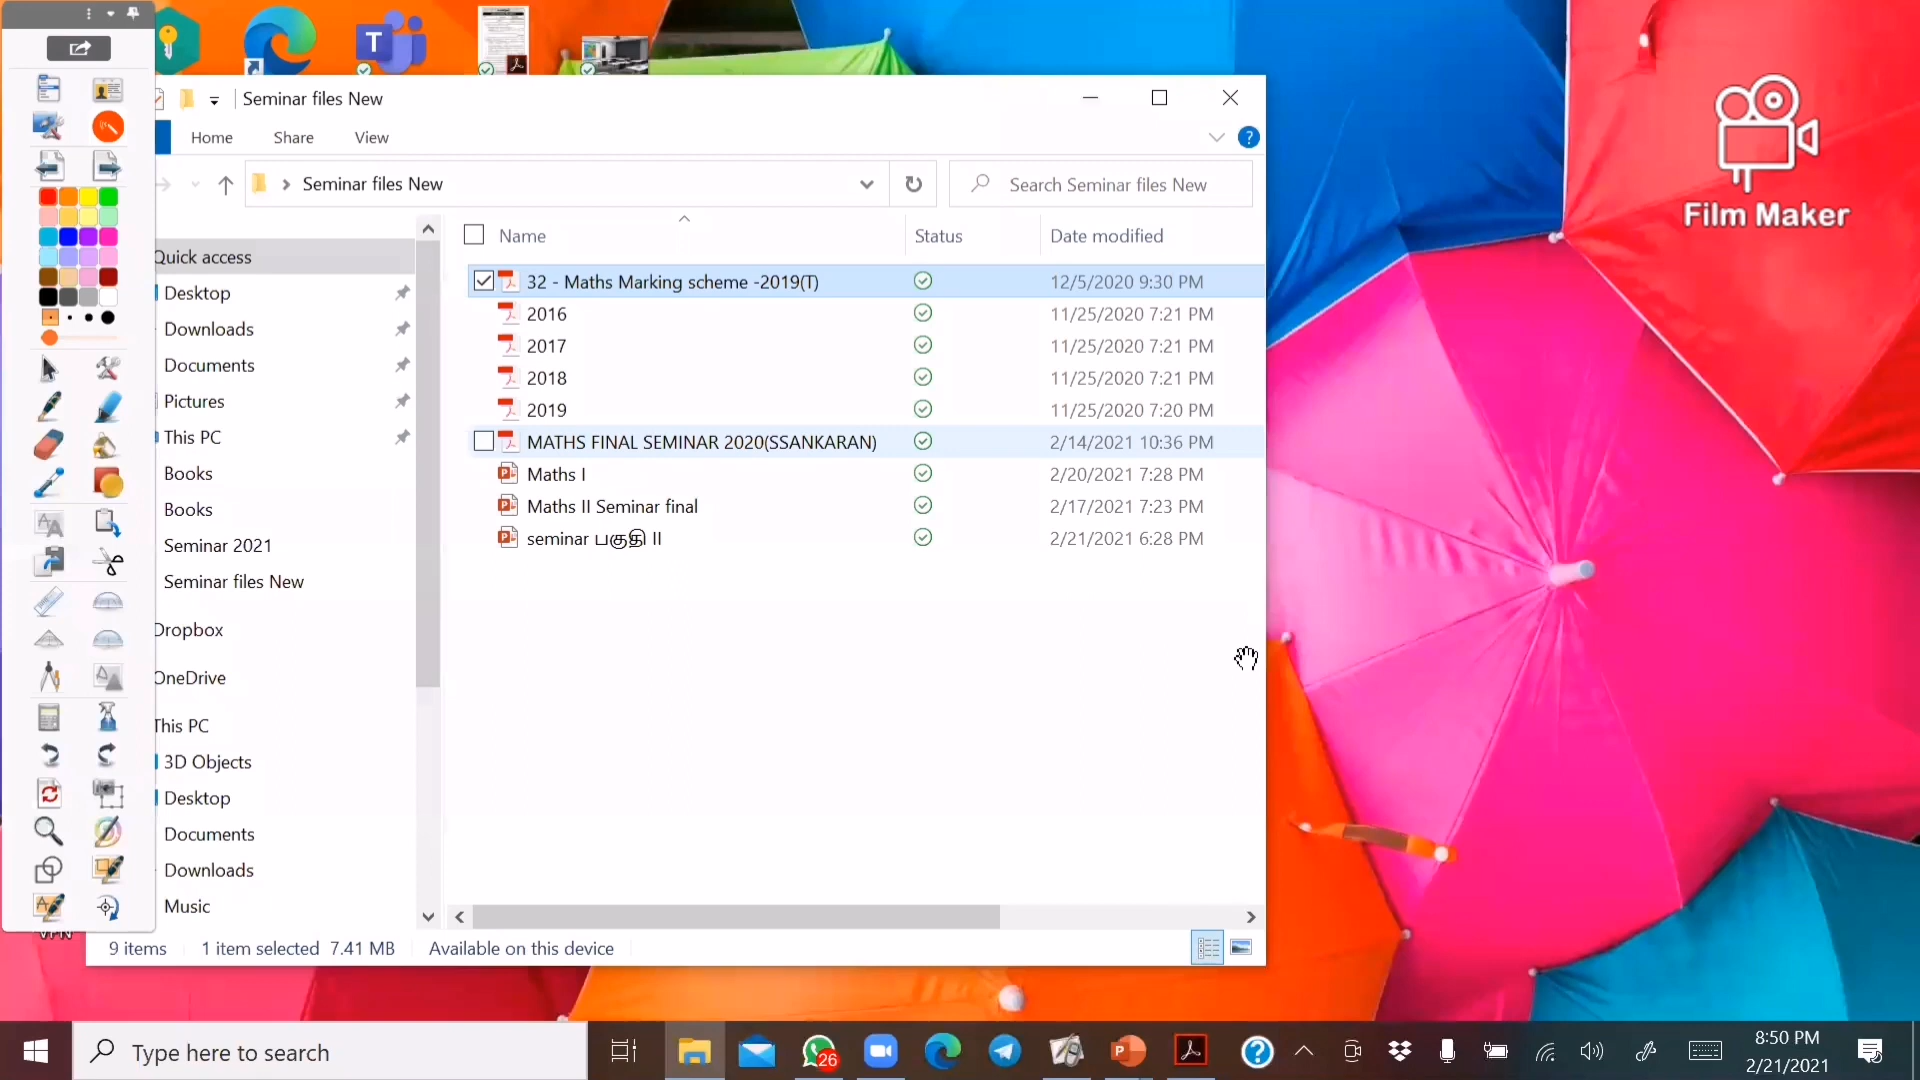 Seminar files New
Home Share View
Seminar files New
Search Seminar files New
Name Status Date modified
Quick access
Desktop
Downloads
Documents
Pictures
This PC
Books
Books
Seminar 2021
Seminar files New
Dropbox
OneDrive
This PC
3D Objects
Desktop
Documents
Downloads
Music
32 - Maths Marking scheme -2019(T) 12/5/2020 9:30 PM
2016 11/25/2020 7:21 PM
2017 11/25/2020 7:21 PM
2018 11/25/2020 7:21 PM
2019 11/25/2020 7:20 PM
MATHS FINAL SEMINAR 2020(SSANKARAN) 2/14/2021 10:36 PM
Maths I 2/20/2021 7:28 PM
Maths II Seminar final 2/17/2021 7:23 PM
seminar பகுதி II 2/21/2021 6:28 PM
9 items 1 item selected 7.41 MB Available on this device
VPN
Film Maker
Type here to search
26
8:50 PM
2/21/2021